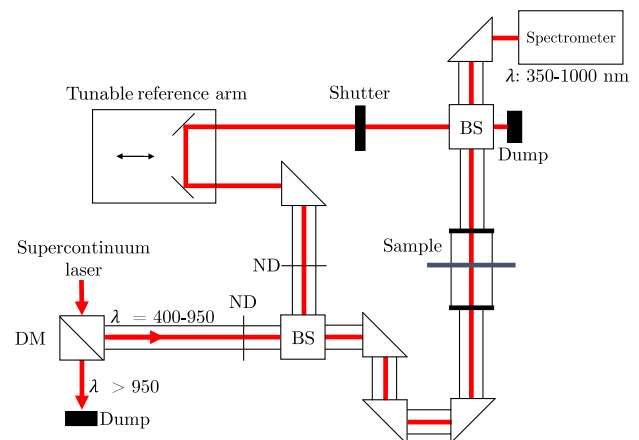 Spectrometer
λ: 350-1000 nm
Tunable reference arm
Shutter
BS
Dump
Sample
ND
Supercontinuum
laser
ND
λ = 400-950
DM
BS
λ > 950
Dump